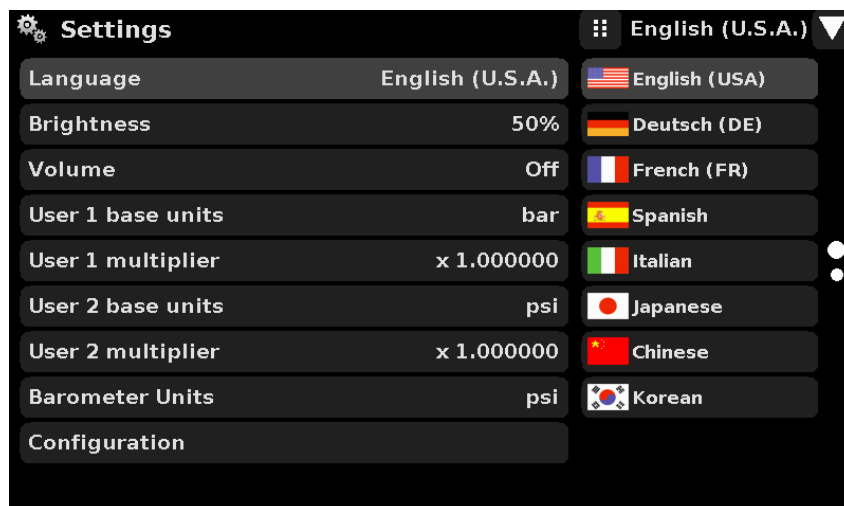 Settings
English (U.S.A.)
Language English (U.S.A.)
Brightness 50%
Volume Off
User 1 base units bar
User 1 multiplier x 1.000000
User 2 base units psi
User 2 multiplier x 1.000000
Barometer Units psi
Configuration
English (USA)
Deutsch (DE)
French (FR)
Spanish
Italian
Japanese
Chinese
Korean